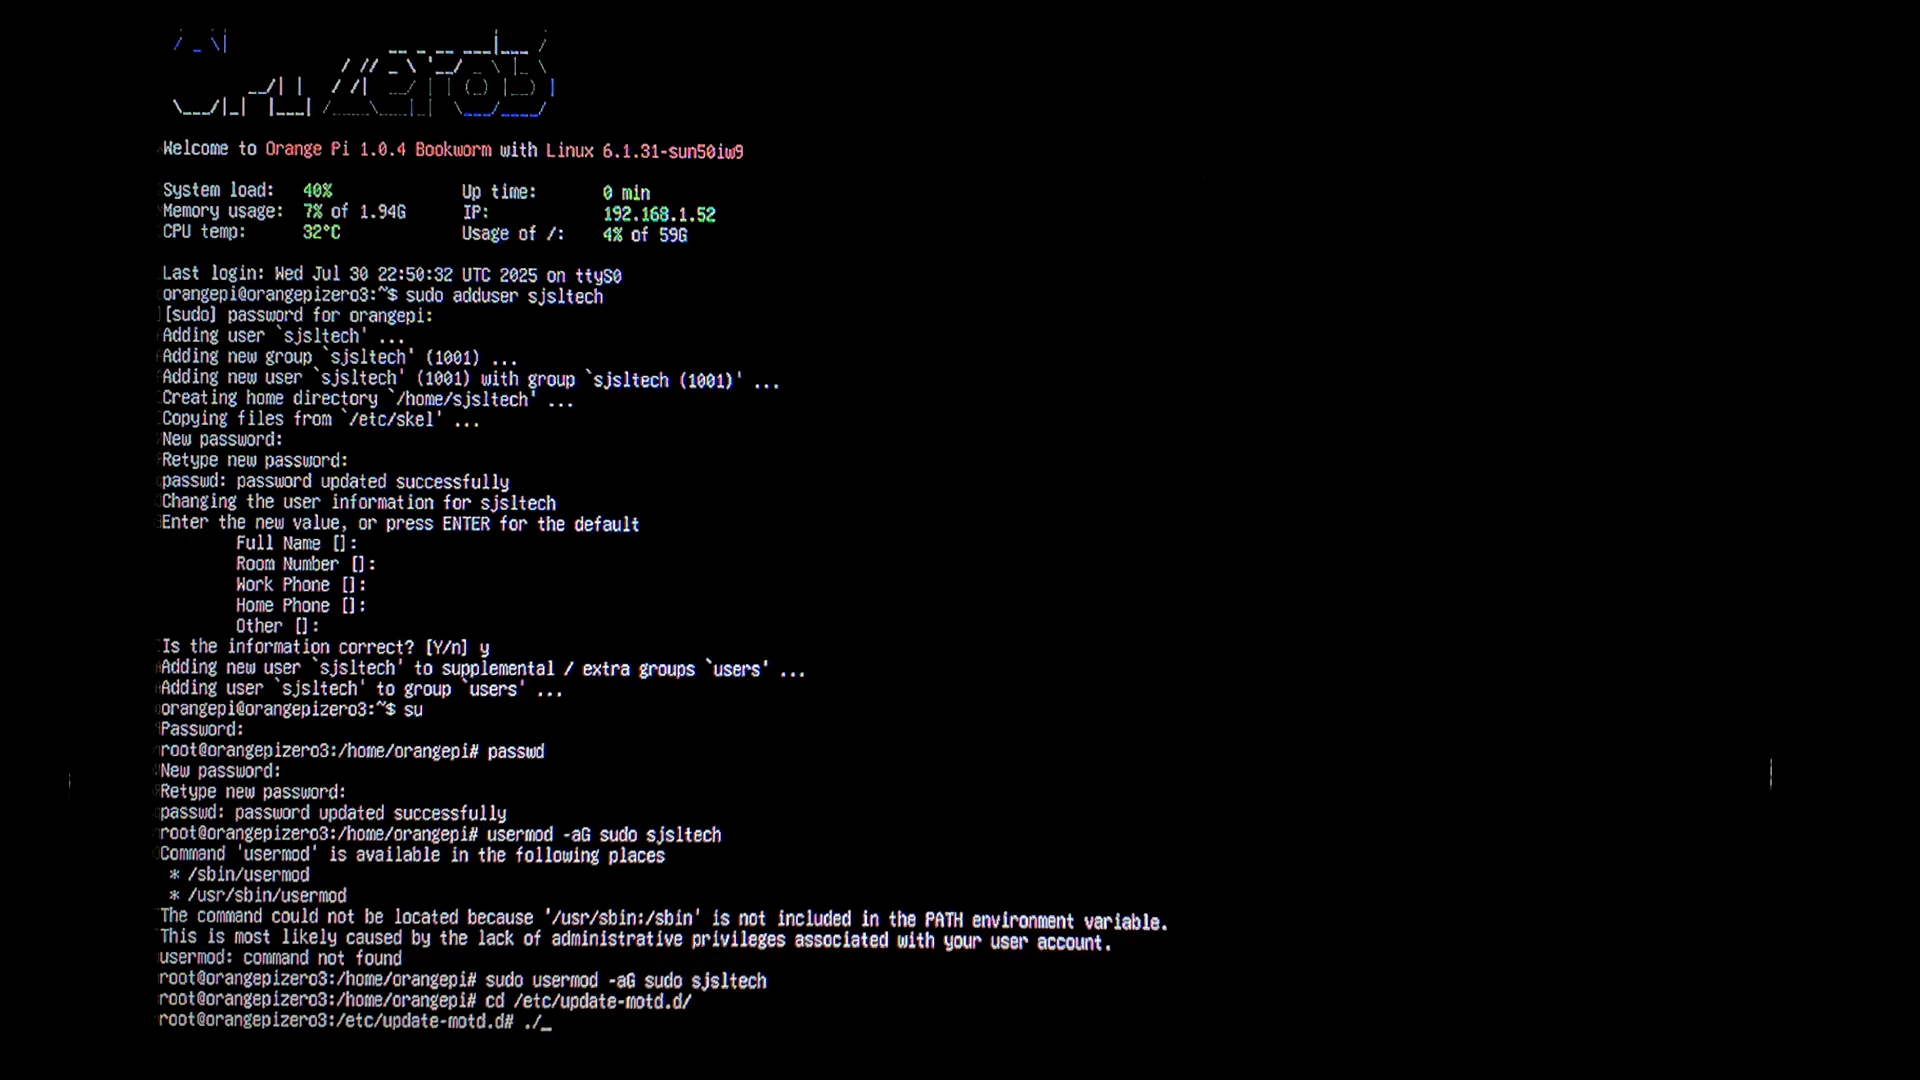 Welcome to Orange Pi 1.0.4 Bookworm with Linux 6.1.31-sun50iw9
System load: 40% Up time: 0 min
Memory usage: 7% of 1.94G IP: 192.168.1.52
CPU temp: 32°C Usage of /: 4% of 59G
Last login: Wed Jul 30 22:50:32 UTC 2025 on ttyS0
orangepi@orangepizero3:~$ sudo adduser sjsltech
[sudo] password for orangepi:
Adding user `sjsltech' ...
Adding new group `sjsltech' (1001) ...
Adding new user `sjsltech' (1001) with group `sjsltech (1001)' ...
Creating home directory `/home/sjsltech' ...
Copying files from `/etc/skel' ...
New password:
Retype new password:
passwd: password updated successfully
Changing the user information for sjsltech
Enter the new value, or press ENTER for the default
Full Name []:
Room Number []:
Work Phone []:
Home Phone []:
Other []:
Is the information correct? [Y/n] y
Adding new user `sjsltech' to supplemental / extra groups `users' ...
Adding user `sjsltech' to group `users' ...
orangepi@orangepizero3:~$ su
Password:
root@orangepizero3:/home/orangepi# passwd
New password:
Retype new password:
passwd: password updated successfully
root@orangepizero3:/home/orangepi# usermod -aG sudo sjsltech
Command 'usermod' is available in the following places
* /sbin/usermod
* /usr/sbin/usermod
The command could not be located because '/usr/sbin:/sbin' is not included in the PATH environment variable.
This is most likely caused by the lack of administrative privileges associated with your user account.
usermod: command not found
root@orangepizero3:/home/orangepi# sudo usermod -aG sudo sjsltech
root@orangepizero3:/home/orangepi# cd /etc/update-motd.d/
root@orangepizero3:/etc/update-motd.d# ./_